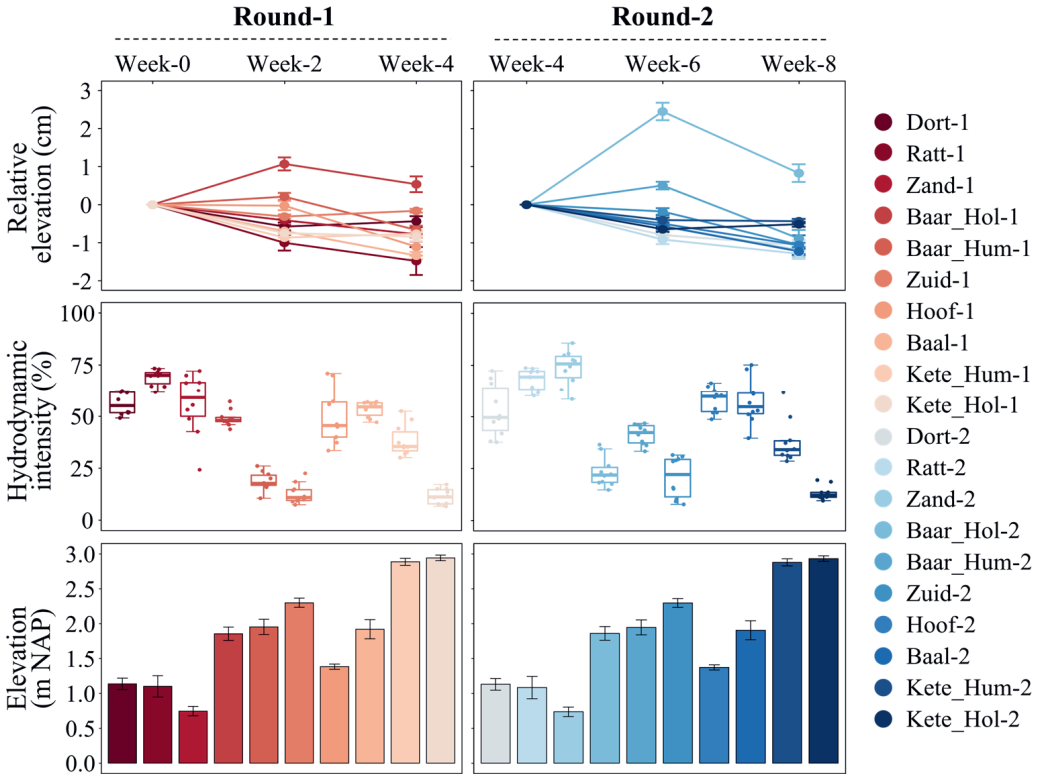 Round-1 Round-2
Week-0 Week-2 Week-4 Week-4 Week-6 Week-8
Relative
elevation (cm)
3
2
1
0
-1
-2
Hydrodynamic
intensity (%)
100
75
50
25
0
Elevation
(m NAP)
3.0
2.5
2.0
1.5
1.0
0.5
0.0
Dort-1
Ratt-1
Zand-1
Baar_Hol-1
Baar_Hum-1
Zuid-1
Hoof-1
Baal-1
Kete_Hum-1
Kete_Hol-1
Dort-2
Ratt-2
Zand-2
Baar_Hol-2
Baar_Hum-2
Zuid-2
Hoof-2
Baal-2
Kete_Hum-2
Kete_Hol-2